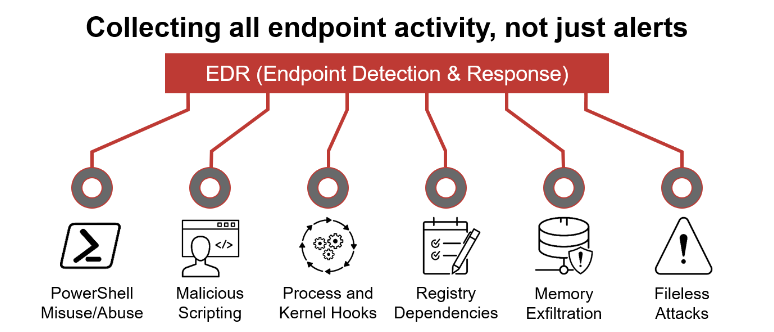 Collecting all endpoint activity, not just alerts
EDR (Endpoint Detection & Response)
PowerShell
Misuse/Abuse
Malicious
Scripting
</>
Process and
Kernel Hooks
Registry
Dependencies
Memory
Exfiltration
Fileless
Attacks